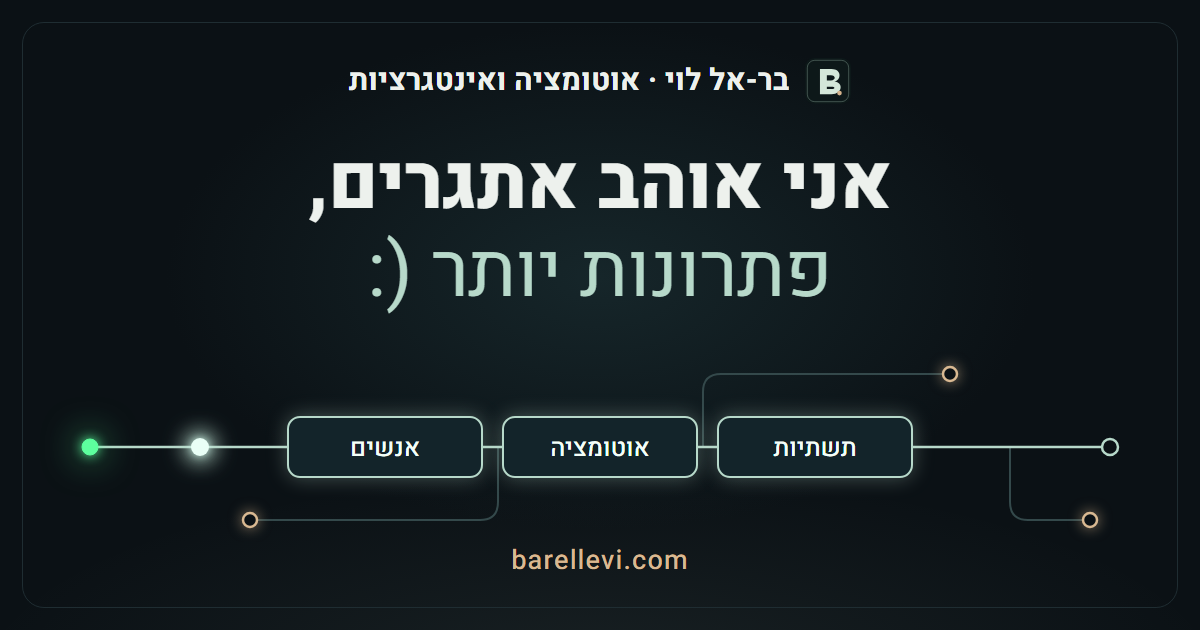 B.
בר-אל לוי · אוטומציה ואינטגרציות
אני אוהב אתגרים,
פתרונות יותר (:
תשתיות
אוטומציה
אנשים
barellevi.com